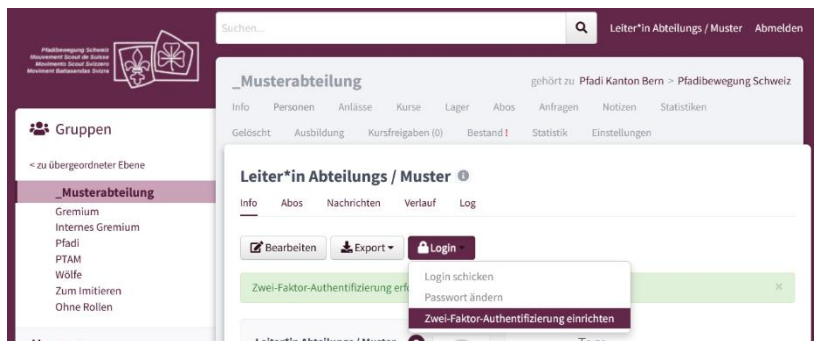 Suchen...
Leiter*in Abteilungs / Muster Abmelden
Pfadibewegung Schweiz
Mouvement Scout de Suisse
Movimento Scout Svizzero
Moviment Battasendas Svizra
_Musterabteilung
gehört zu Pfadi Kanton Bern > Pfadibewegung Schweiz
Info Personen Anlässe Kurse Lager Abos Anfragen Notizen Statistiken
Gelöscht Ausbildung Kursfreigaben (0) Bestand ! Statistik Einstellungen
Gruppen
< zu übergeordneter Ebene
_Musterabteilung
Gremium
Internes Gremium
Pfadi
PTAM
Wölfe
Zum Imitieren
Ohne Rollen
Leiter*in Abteilungs / Muster
Info Abos Nachrichten Verlauf Log
Bearbeiten Export Login
Login schicken
Passwort ändern
Zwei-Faktor-Authentifizierung einrichten
Zwei-Faktor-Authentifizierung erfo
Leiter*in Abteilungs / Muster